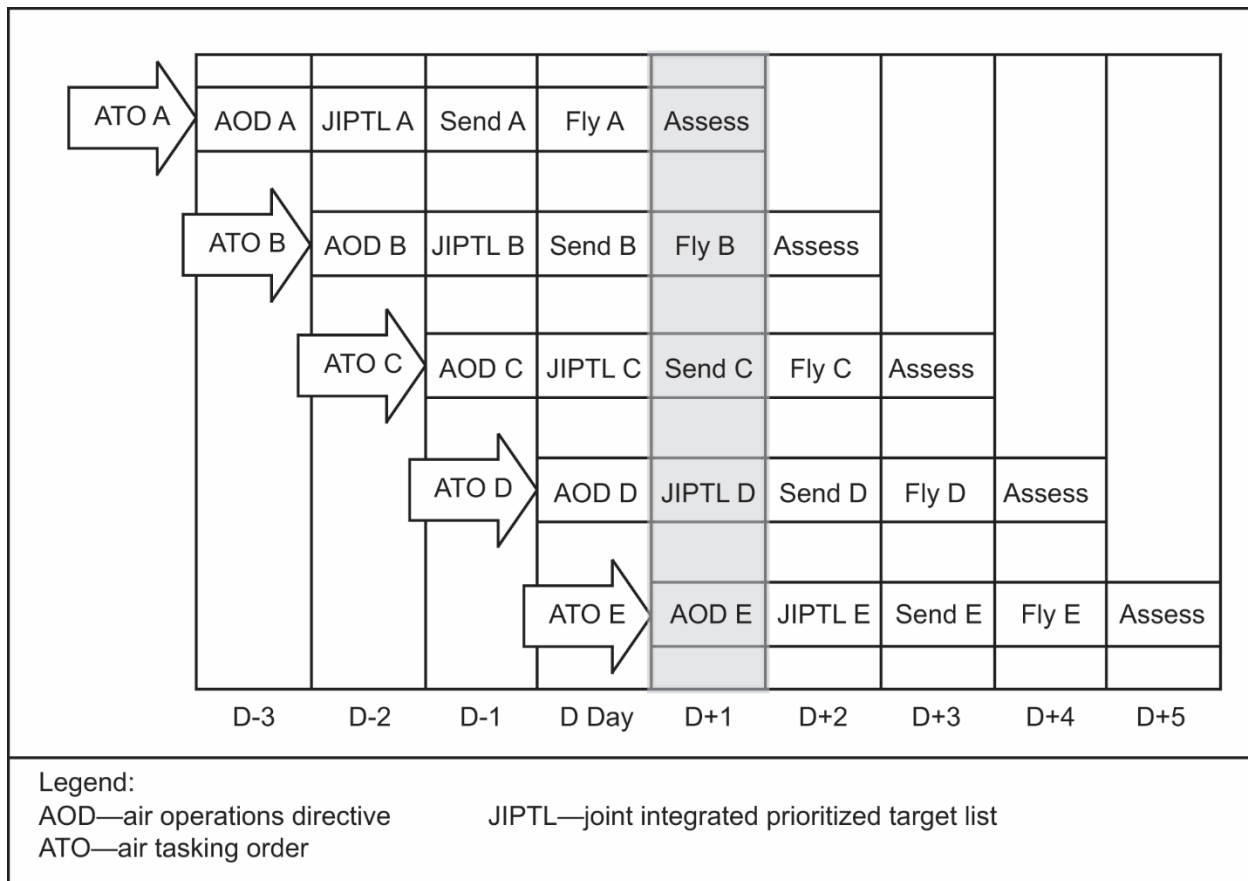 ATO A AOD A JIPTL A Send A Fly A Assess
ATO B AOD B JIPTL B Send B Fly B Assess
ATO C AOD C JIPTL C Send C Fly C Assess
ATO D AOD D JIPTL D Send D Fly D Assess
ATO E AOD E JIPTL E Send E Fly E Assess
D-3 D-2 D-1 D Day D+1 D+2 D+3 D+4 D+5
Legend:
AOD—air operations directive JIPTL—joint integrated prioritized target list
ATO—air tasking order